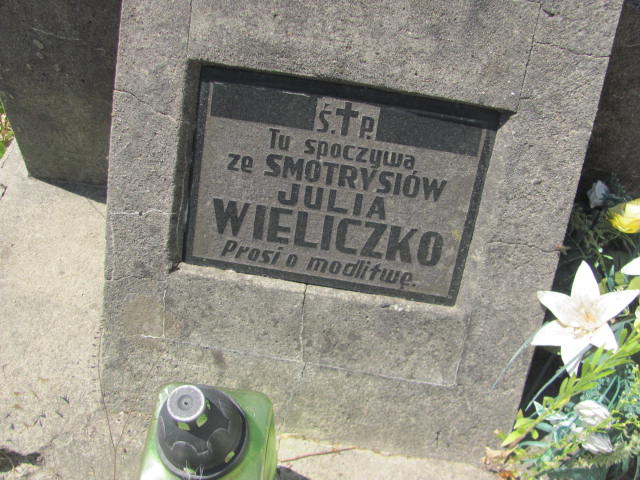 Ś.✝P.
Tu spoczywa
ze SMOTRYSIÓW
JULIA
WIELICZKO
Prosi o modlitwę.